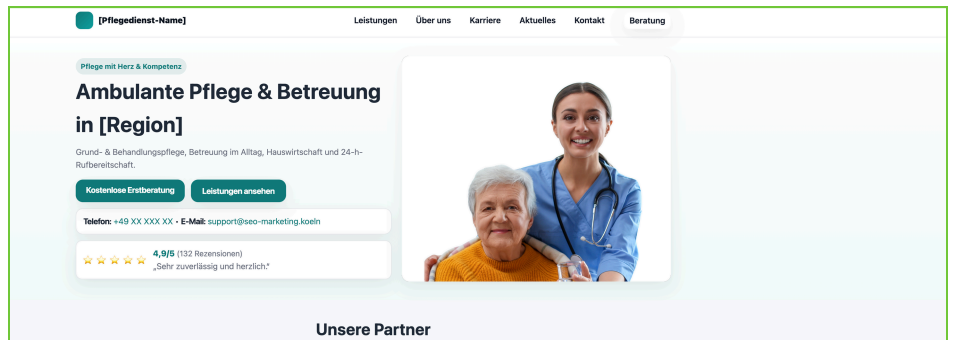 [Pflegedienst-Name]
Leistungen Über uns Karriere Aktuelles Kontakt Beratung
Pflege mit Herz & Kompetenz
Ambulante Pflege & Betreuung
in [Region]
Grund- & Behandlungspflege, Betreuung im Alltag, Hauswirtschaft und 24-h-
Rufbereitschaft.
Kostenlose Erstberatung Leistungen ansehen
Telefon: +49 XX XXX XX • E-Mail: support@seo-marketing.koeln
4,9/5 (132 Rezensionen)
„Sehr zuverlässig und herzlich."
Unsere Partner